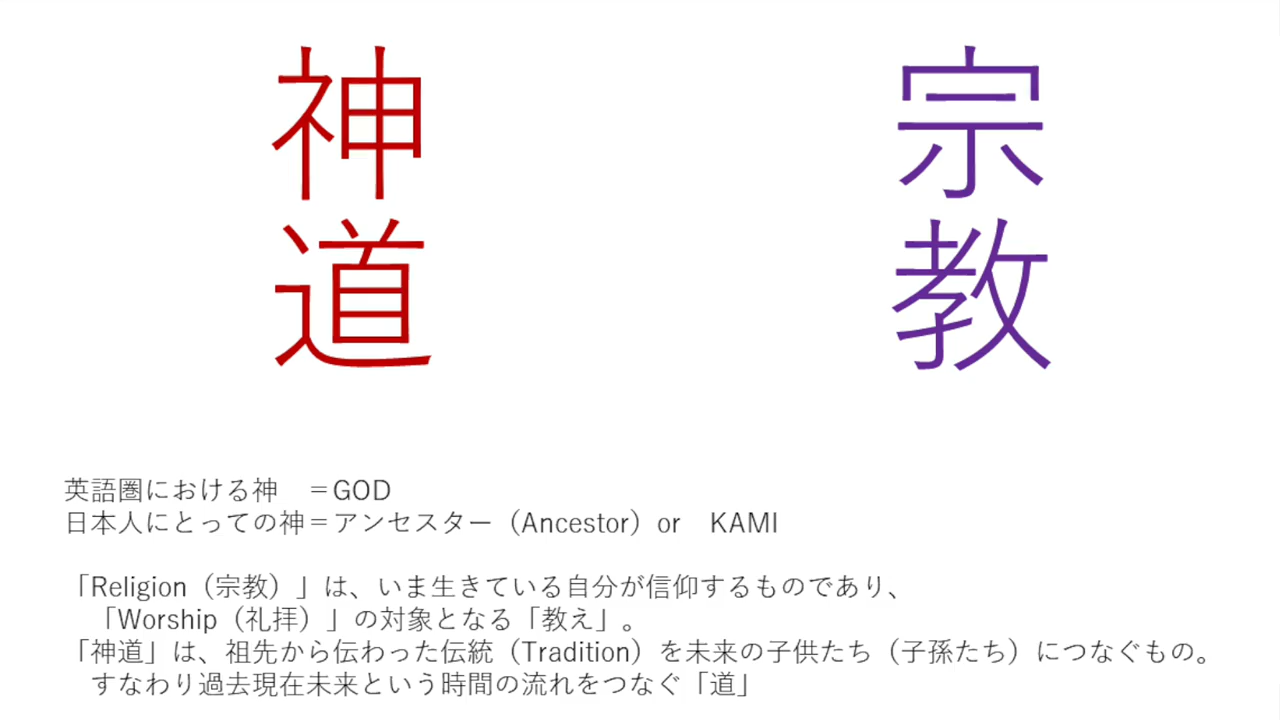 神道
宗教
英語圏における神　＝GOD
日本人にとっての神＝アンセスター（Ancestor）or　KAMI
「Religion（宗教）」は、いま生きている自分が信仰するものであり、
「Worship（礼拝）」の対象となる「教え」。
「神道」は、祖先から伝わった伝統（Tradition）を未来の子供たち（子孫たち）につなぐもの。
すなわり過去現在未来という時間の流れをつなぐ「道」